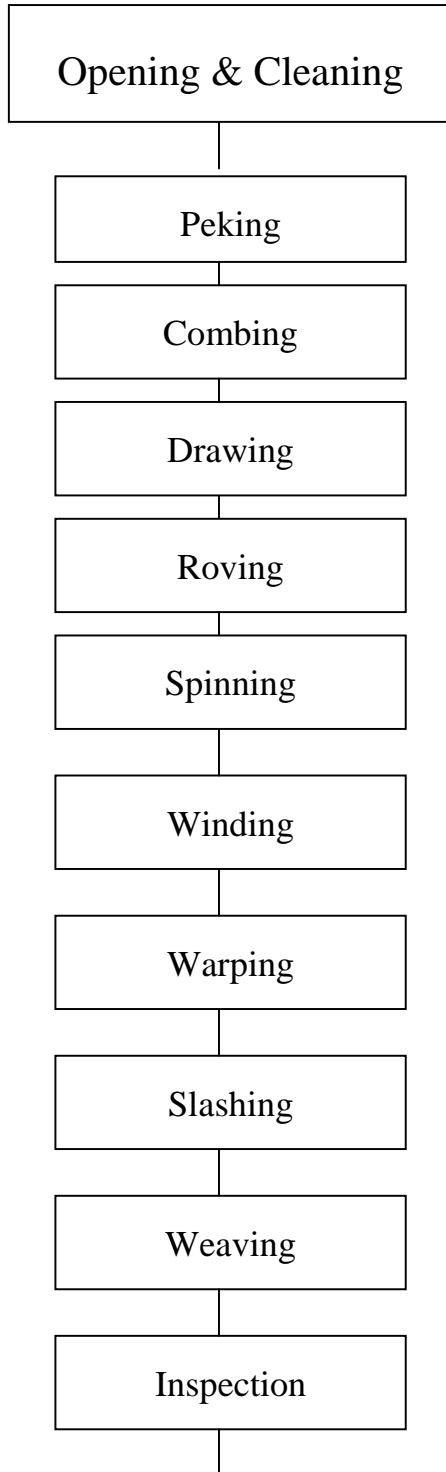 Opening & Cleaning
Peking
Combing
Drawing
Roving
Spinning
Winding
Warping
Slashing
Weaving
Inspection